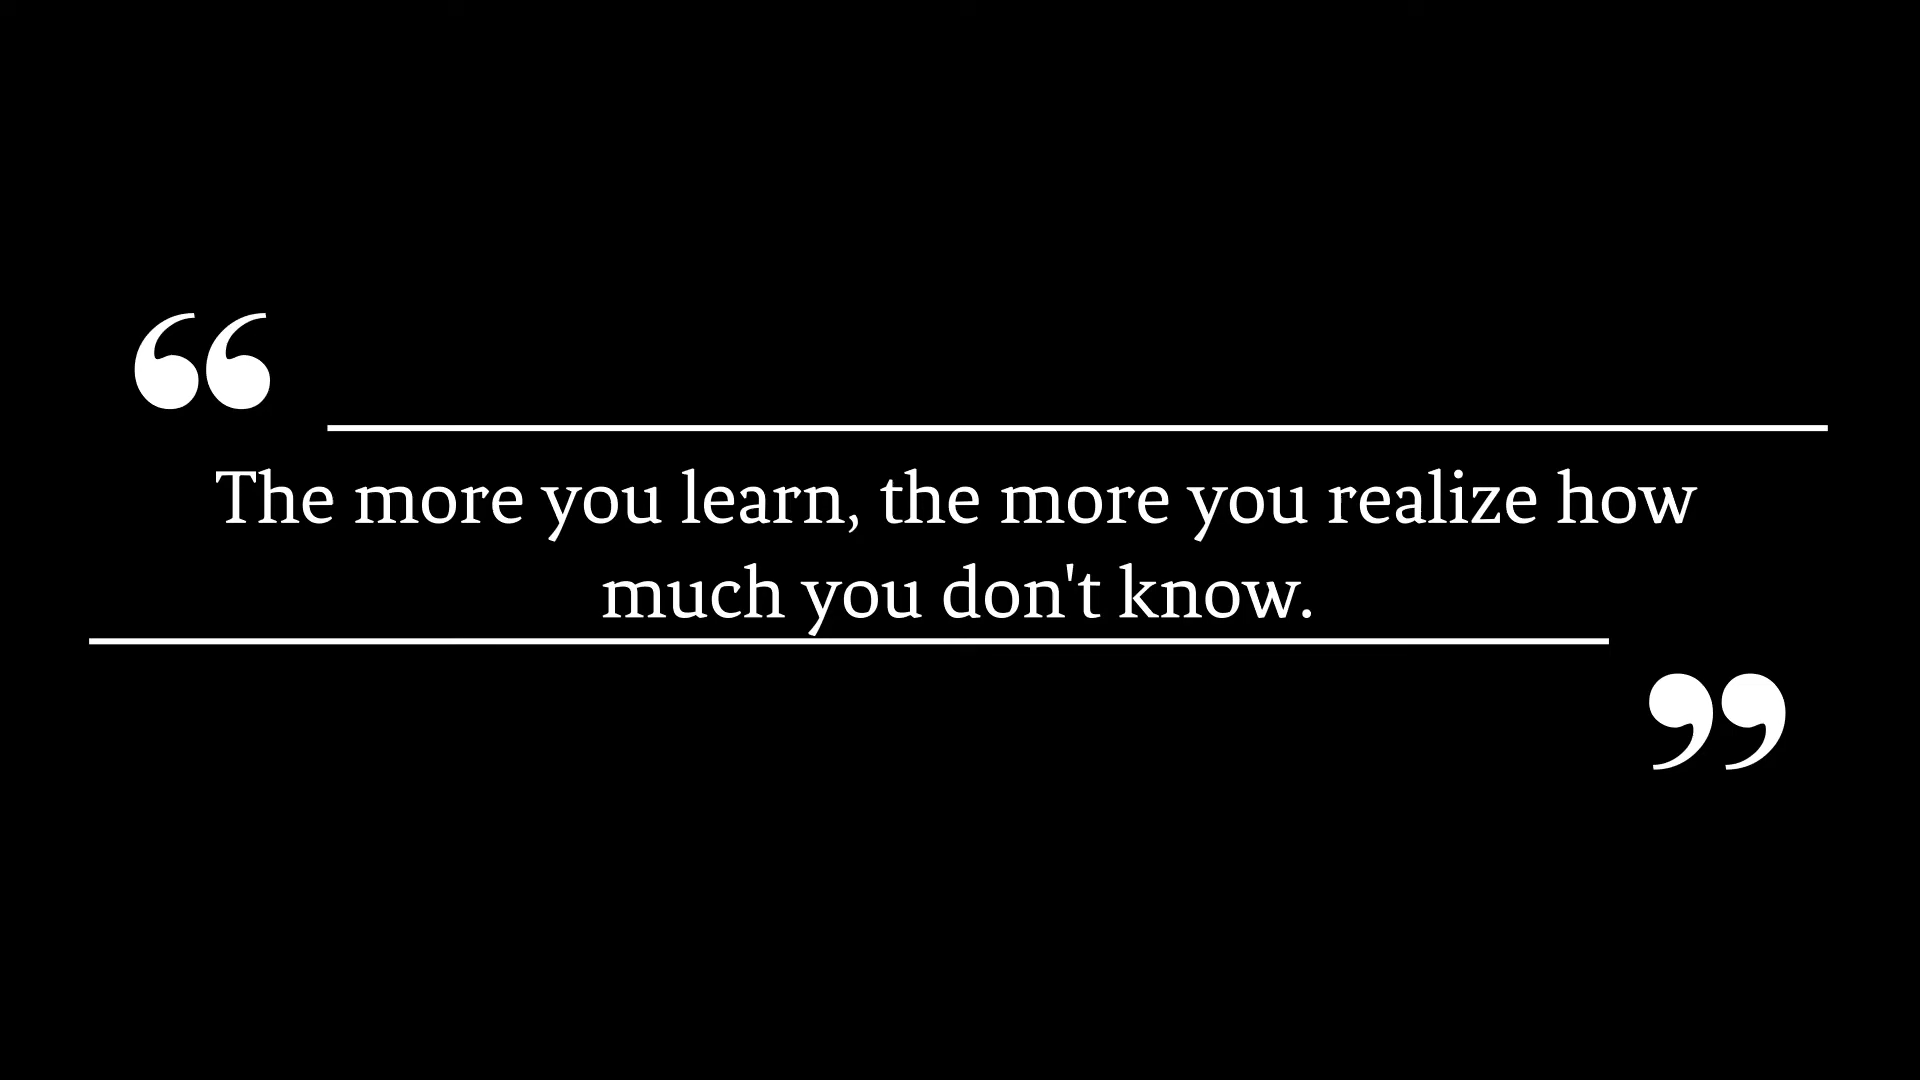 “
The more you learn, the more you realize how
much you don't know.
”